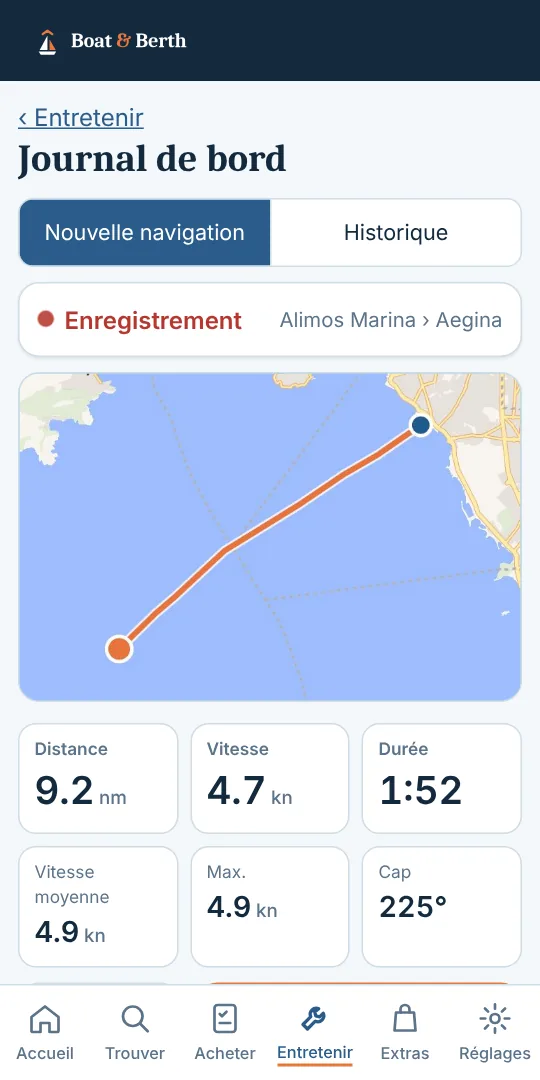 Boat & Berth
‹ Entretenir
Journal de bord
Nouvelle navigation
Historique
Enregistrement
Alimos Marina › Aegina
Distance
9.2 nm
Vitesse
4.7 kn
Durée
1:52
Vitesse
moyenne
4.9 kn
Max.
4.9 kn
Cap
225°
Accueil
Trouver
Acheter
Entretenir
Extras
Réglages